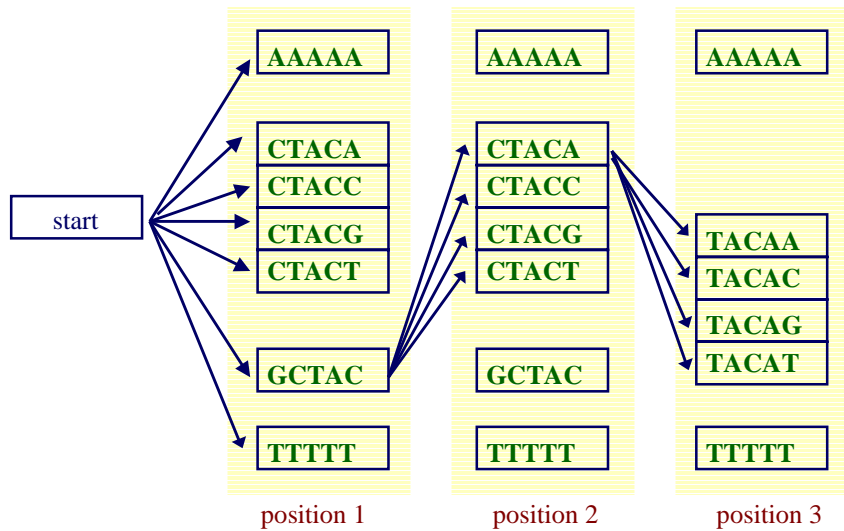 AAAAA AAAAA AAAAA
CTACA CTACA
CTACC CTACC
start CTACG CTACG TACAA
CTACT CTACT TACAC
TACAG
GCTAC GCTAC TACAT
TTTTT TTTTT TTTTT
position 1 position 2 position 3